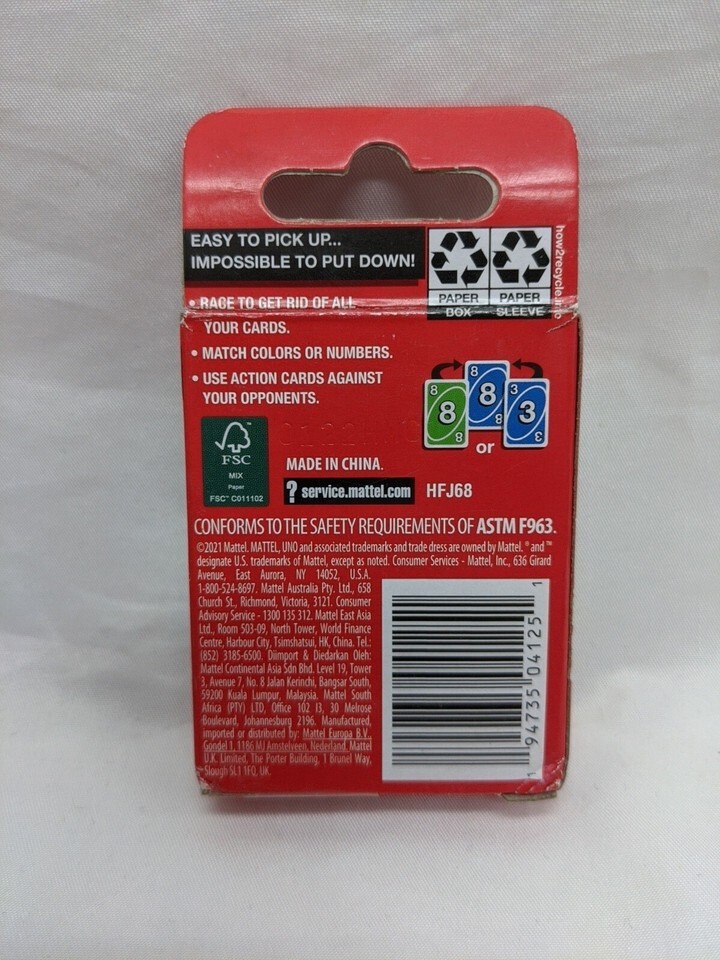 EASY TO PICK UP...
IMPOSSIBLE TO PUT DOWN!
PAPER
BOX
PAPER
SLEEVE
how2recycle.info
• RACE TO GET RID OF ALL
YOUR CARDS.
• MATCH COLORS OR NUMBERS.
• USE ACTION CARDS AGAINST
YOUR OPPONENTS.
8
8
8
8
8
8
3
3
3
or
FSC
MIX
Paper
FSC™ C011102
MADE IN CHINA.
? service.mattel.com
HFJ68
CONFORMS TO THE SAFETY REQUIREMENTS OF ASTM F963.
©2021 Mattel. MATTEL, UNO and associated trademarks and trade dress are owned by Mattel. ® and ™
designate U.S. trademarks of Mattel, except as noted. Consumer Services - Mattel, Inc., 636 Girard
Avenue, East Aurora, NY 14052, U.S.A.
1-800-524-8697. Mattel Australia Pty. Ltd., 658
Church St., Richmond, Victoria, 3121. Consumer
Advisory Service - 1300 135 312. Mattel East Asia
Ltd., Room 503-09, North Tower, World Finance
Centre, Harbour City, Tsimshatsui, HK, China. Tel.:
(852) 3185-6500. Diimport & Diedarkan Oleh:
Mattel Continental Asia Sdn Bhd. Level 19, Tower
3, Avenue 7, No. 8 Jalan Kerinchi, Bangsar South,
59200 Kuala Lumpur, Malaysia. Mattel South
Africa (PTY) LTD, Office 102 I3, 30 Melrose
Boulevard, Johannesburg 2196. Manufactured,
imported or distributed by: Mattel Europa B.V.,
Gondel 1, 1186 MJ Amstelveen, Nederland. Mattel
U.K. Limited, The Porter Building, 1 Brunel Way,
Slough SL1 1FQ, UK.
1 94735 04125 1